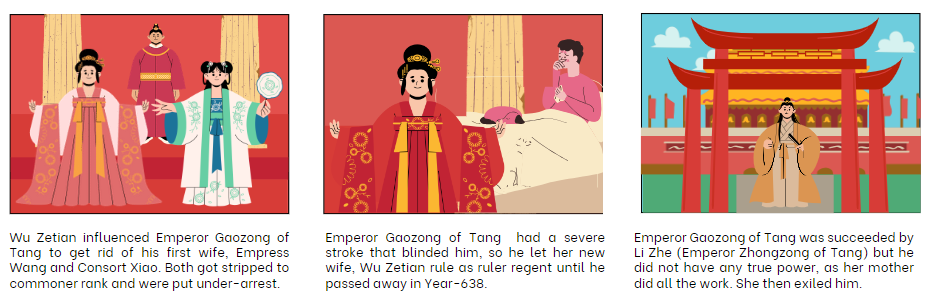 Wu Zetian influenced Emperor Gaozong of
Tang to get rid of his first wife, Empress
Wang and Consort Xiao. Both got stripped to
commoner rank and were put under-arrest.
Emperor Gaozong of Tang had a severe
stroke that blinded him, so he let her new
wife, Wu Zetian rule as ruler regent until he
passed away in Year-638.
Emperor Gaozong of Tang was succeeded by
Li Zhe (Emperor Zhongzong of Tang) but he
did not have any true power, as her mother
did all the work. She then exiled him.